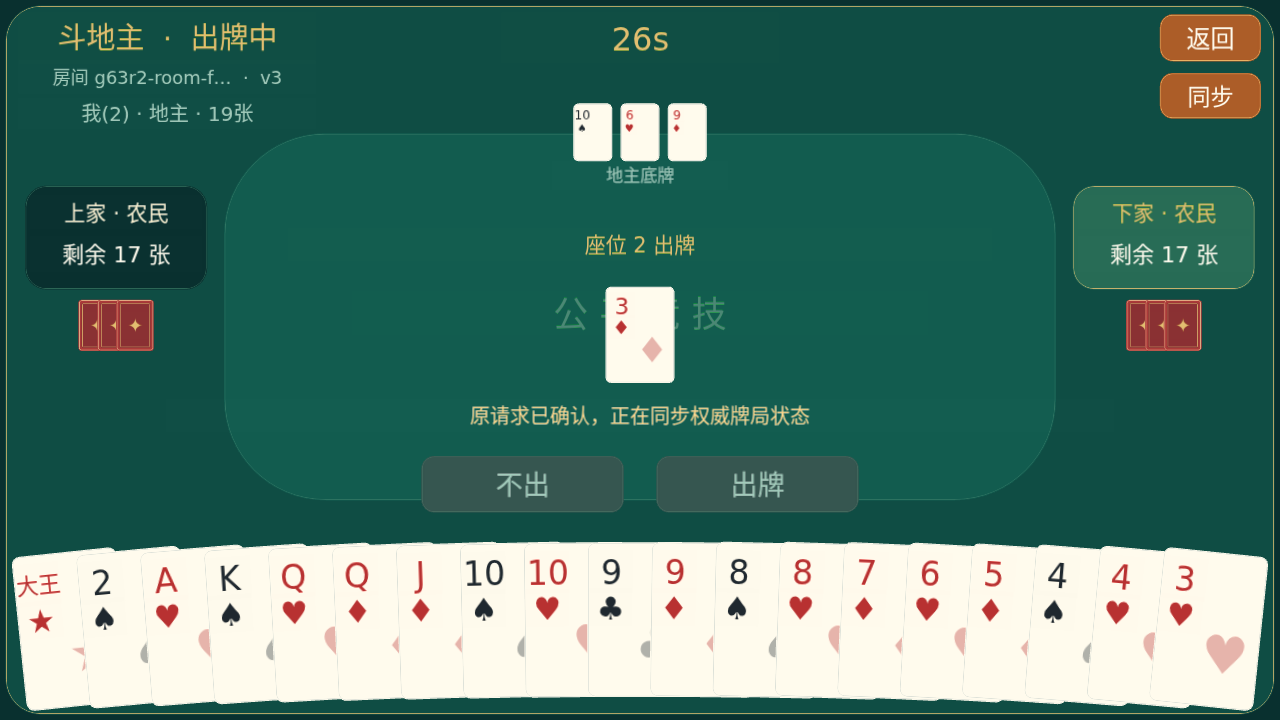 斗地主 · 出牌中
26s
返回
房间 g63r2-room-f... · v3
同步
我(2) · 地主 · 19张
10 6 9
地主底牌
上家 · 农民
剩余 17 张
下家 · 农民
剩余 17 张
座位 2 出牌
公
技
3
原请求已确认，正在同步权威牌局状态
不出
出牌
大王 2 A K Q Q J 10 10 9 9 8 8 7 6 5 4 4 3